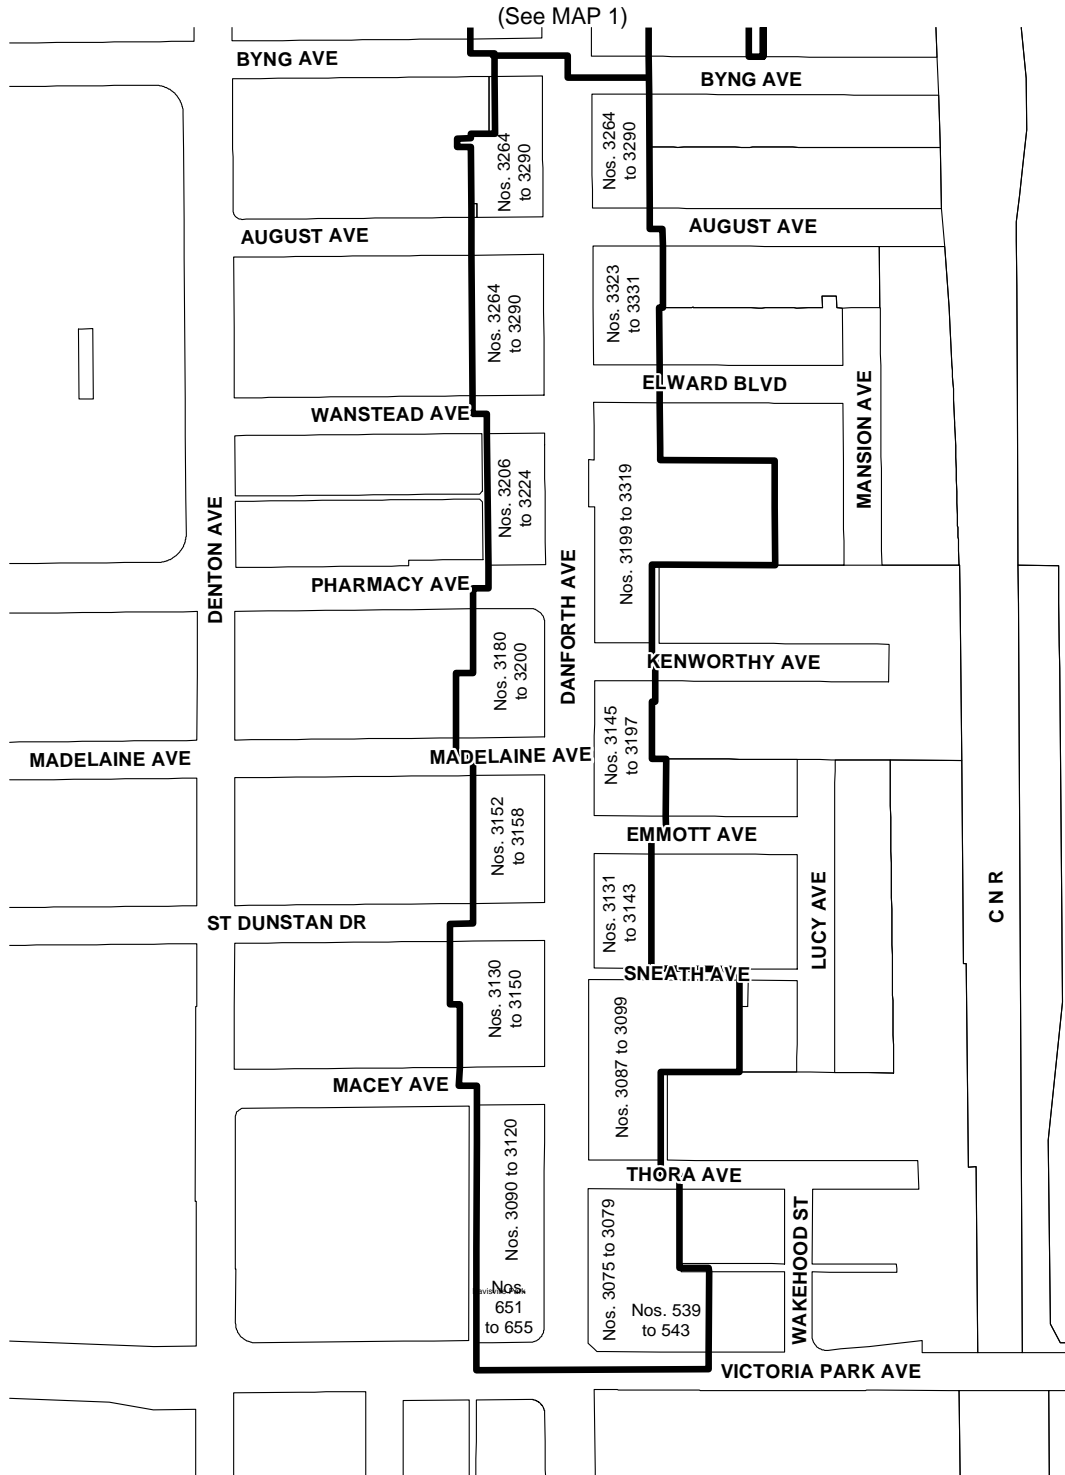 (See MAP 1)
BYNG AVE
BYNG AVE
Nos. 3264
to 3290
Nos. 3264
to 3290
AUGUST AVE
AUGUST AVE
Nos. 3264
to 3290
Nos. 3323
to 3331
ELWARD BLVD
WANSTEAD AVE
MANSION AVE
Nos. 3206
to 3224
Nos. 3199 to 3319
DENTON AVE
PHARMACY AVE
DANFORTH AVE
Nos. 3180
to 3200
KENWORTHY AVE
Nos. 3145
to 3197
MADELAINE AVE
MADELAINE AVE
Nos. 3152
to 3158
EMMOTT AVE
Nos. 3131
to 3143
LUCY AVE
C N R
ST DUNSTAN DR
SNEATH AVE
Nos. 3130
to 3150
Nos. 3087 to 3099
MACEY AVE
Nos. 3090 to 3120
THORA AVE
Nos. 3075 to 3079
WAKEHOOD ST
Nos.
651
to 655
Nos. 539
to 543
VICTORIA PARK AVE